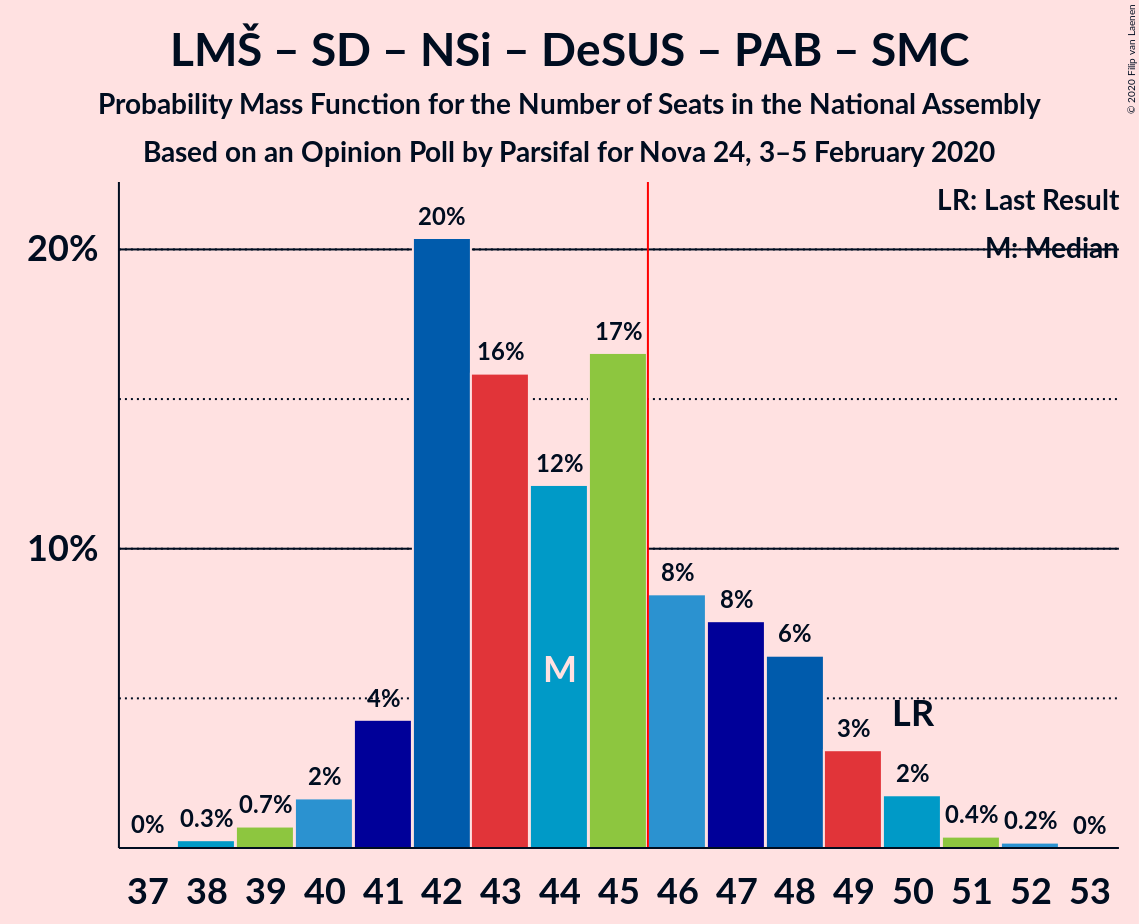 LMŠ – SD – NSi – DeSUS – PAB – SMC
Probability Mass Function for the Number of Seats in the National Assembly
Based on an Opinion Poll by Parsifal for Nova 24, 3–5 February 2020
© 2020 Filip van Laenen
LR: Last Result
M: Median
20%
10%
0%
0.3%
0.7%
2%
4%
20%
16%
12%
17%
8%
8%
6%
3%
2%
0.4%
0.2%
0%
M
LR
37 38 39 40 41 42 43 44 45 46 47 48 49 50 51 52 53